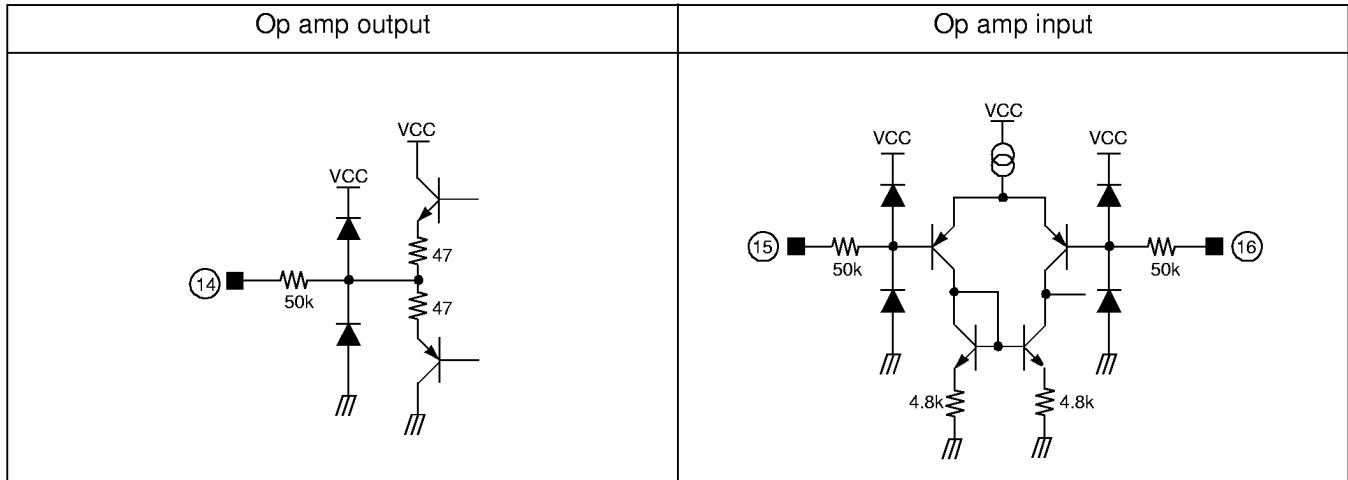 Op amp output
Op amp input
VCC
VCC
14
50k
47
47
VCC
VCC
VCC
15
50k
50k
16
4.8k
4.8k